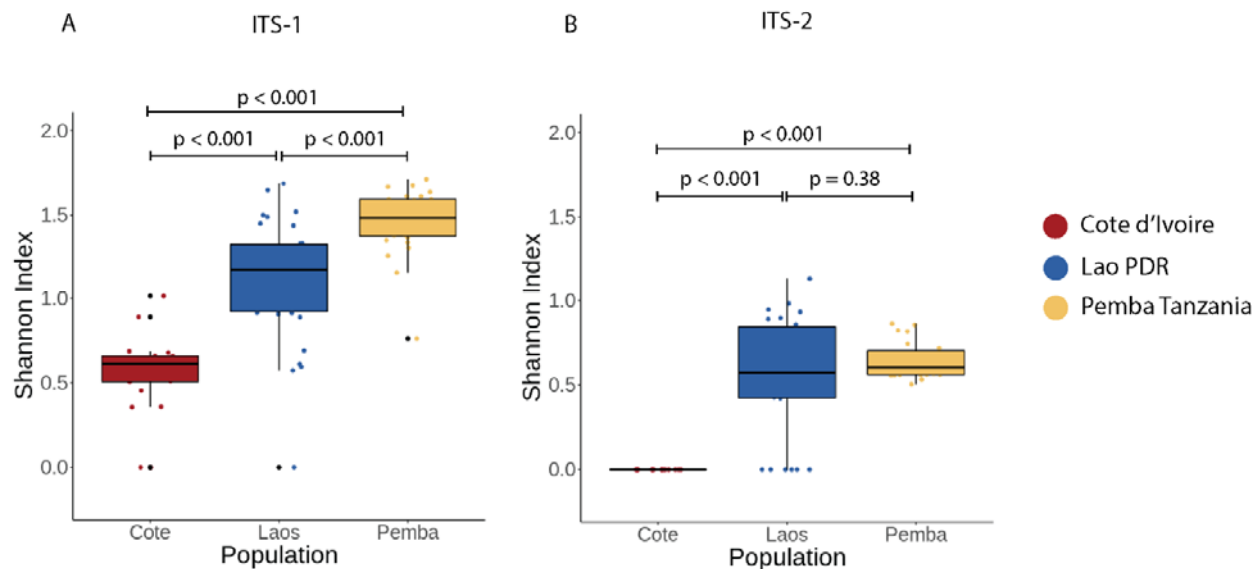 A
ITS-1
p < 0.001
p < 0.001
p < 0.001
2.0
1.5
1.0
0.5
0.0
Shannon Index
Cote
Laos
Pemba
Population
B
ITS-2
p < 0.001
p < 0.001
p = 0.38
2.0
1.5
1.0
0.5
0.0
Shannon Index
Cote
Laos
Pemba
Population
Cote d'Ivoire
Lao PDR
Pemba Tanzania